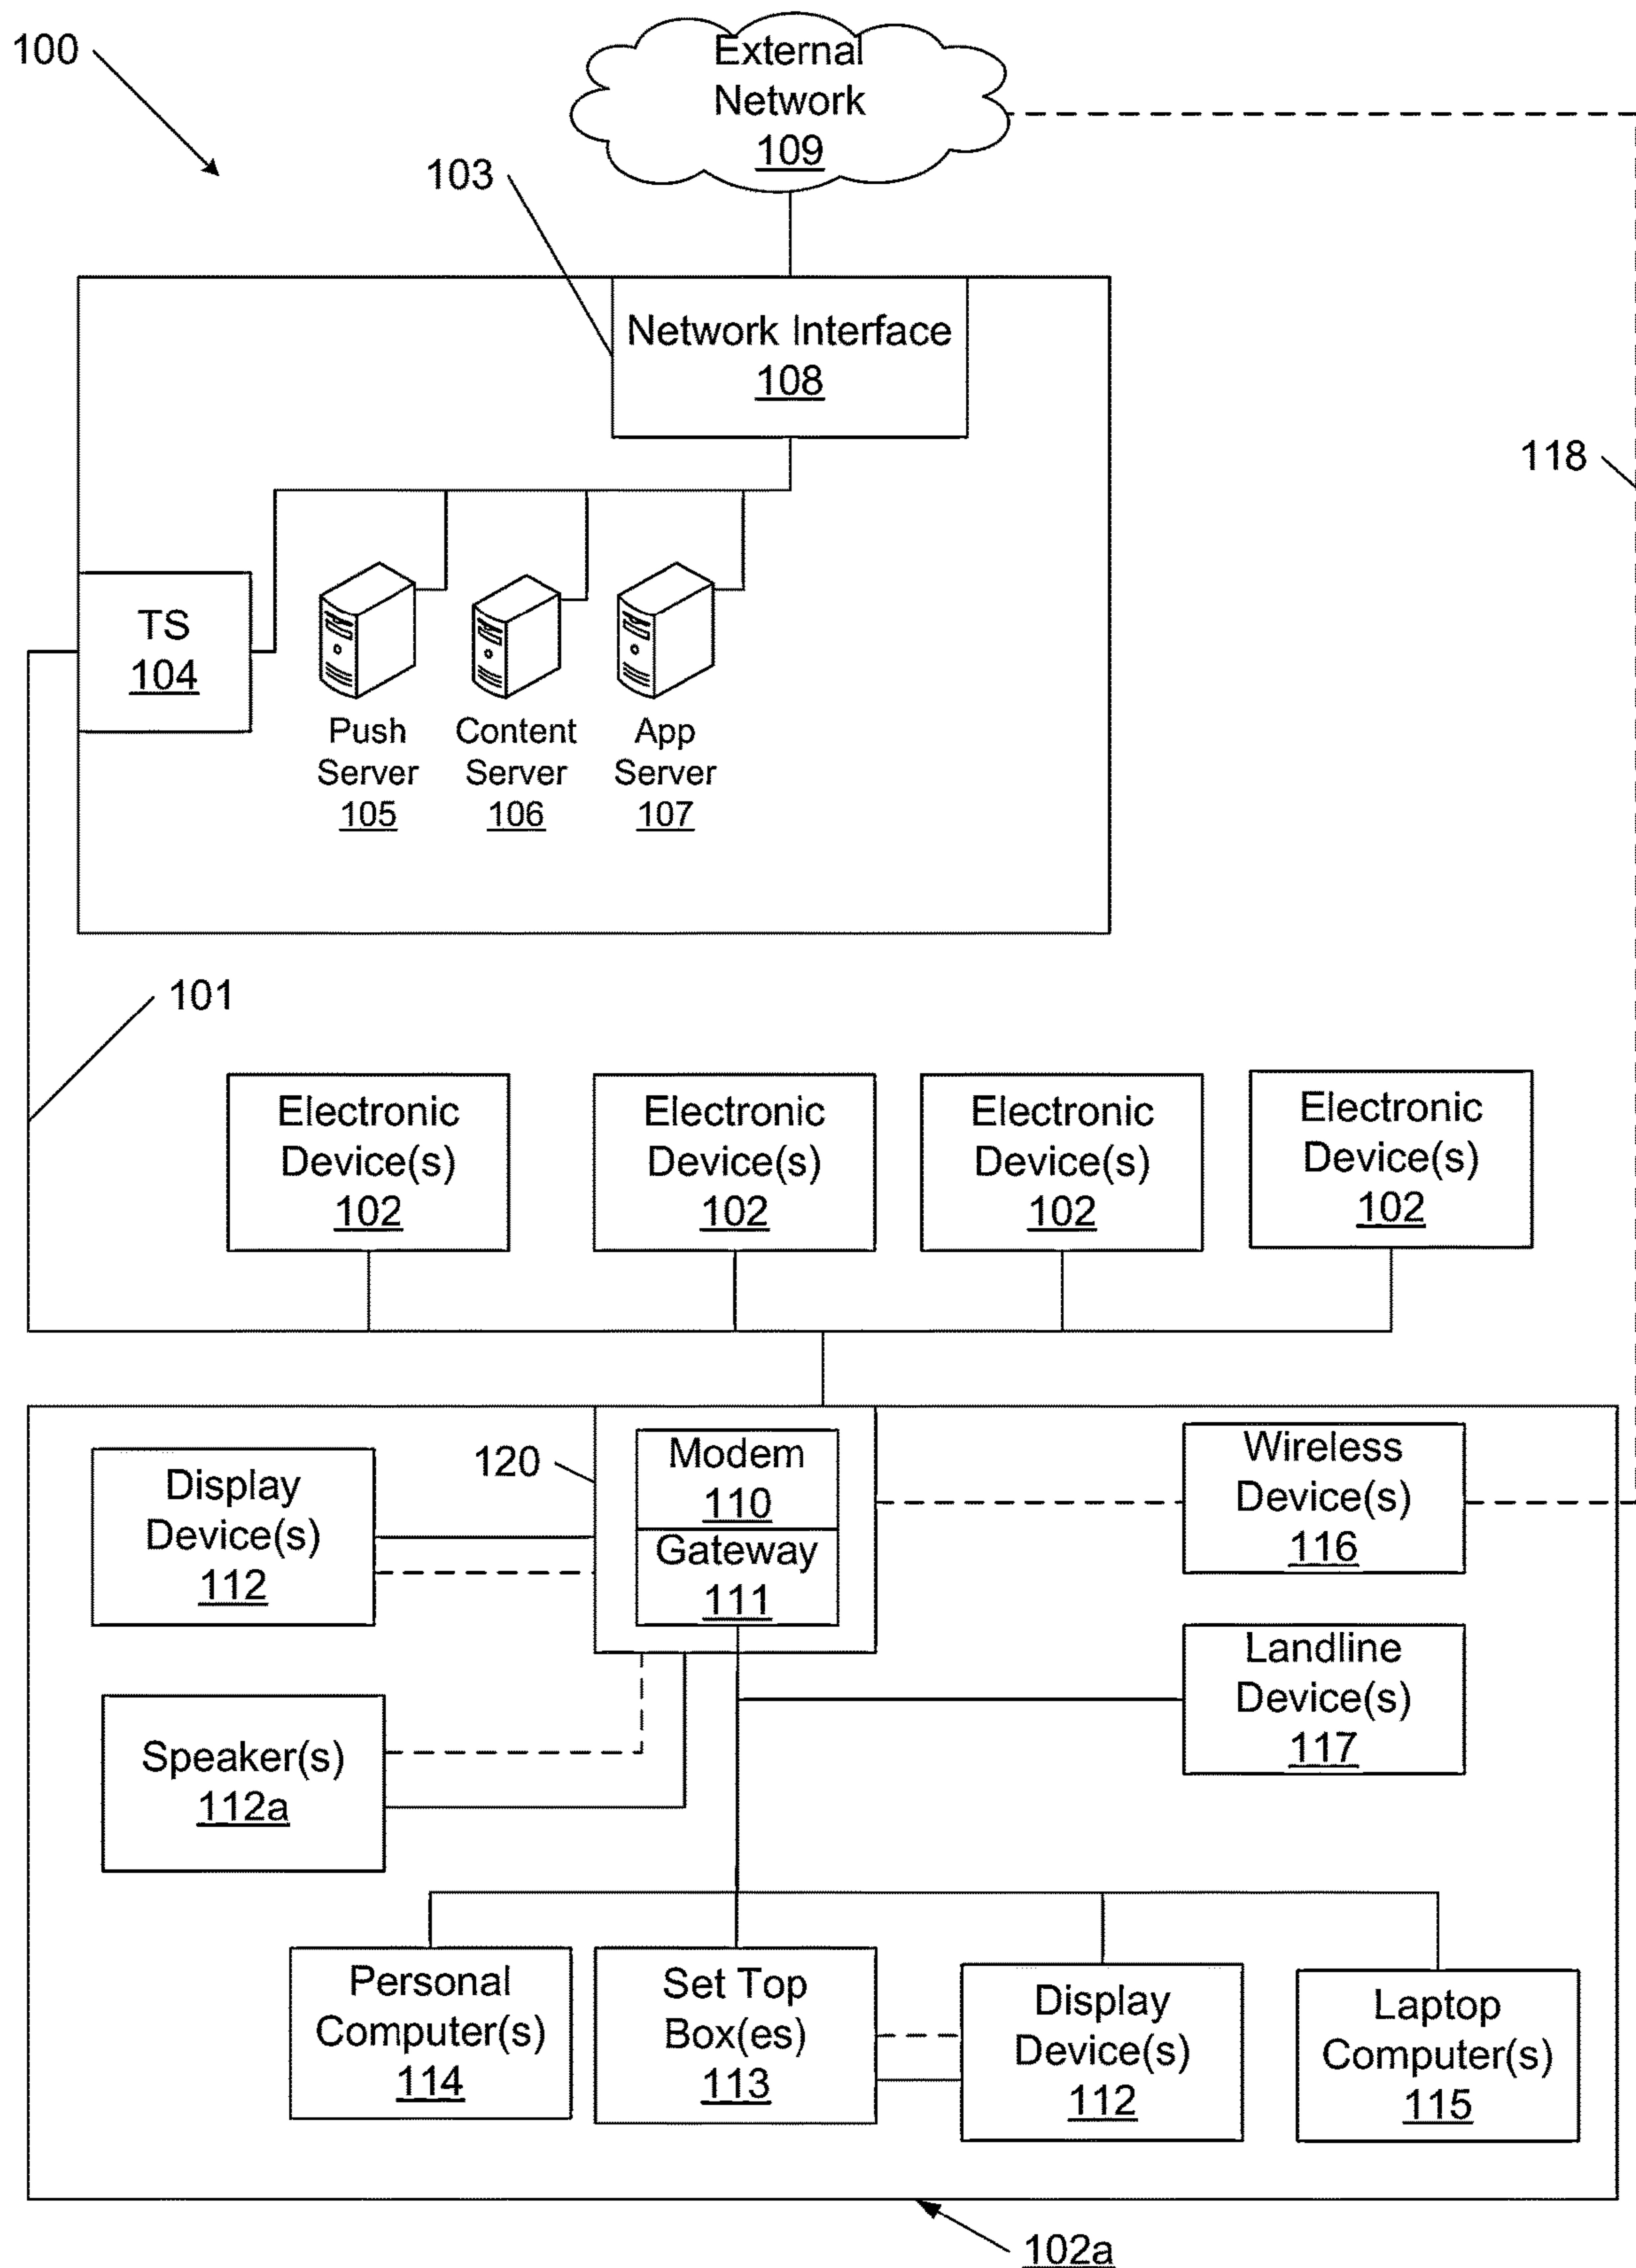 100
External
Network
109
103
Network Interface
108
118
TS
104
Push
Server
105
Content
Server
106
App
Server
107
101
Electronic
Device(s)
102
Electronic
Device(s)
102
Electronic
Device(s)
102
Electronic
Device(s)
102
120
Modem
110
Gateway
111
Display
Device(s)
112
Wireless
Device(s)
116
Landline
Device(s)
117
Speaker(s)
112a
Personal
Computer(s)
114
Set Top
Box(es)
113
Display
Device(s)
112
Laptop
Computer(s)
115
102a